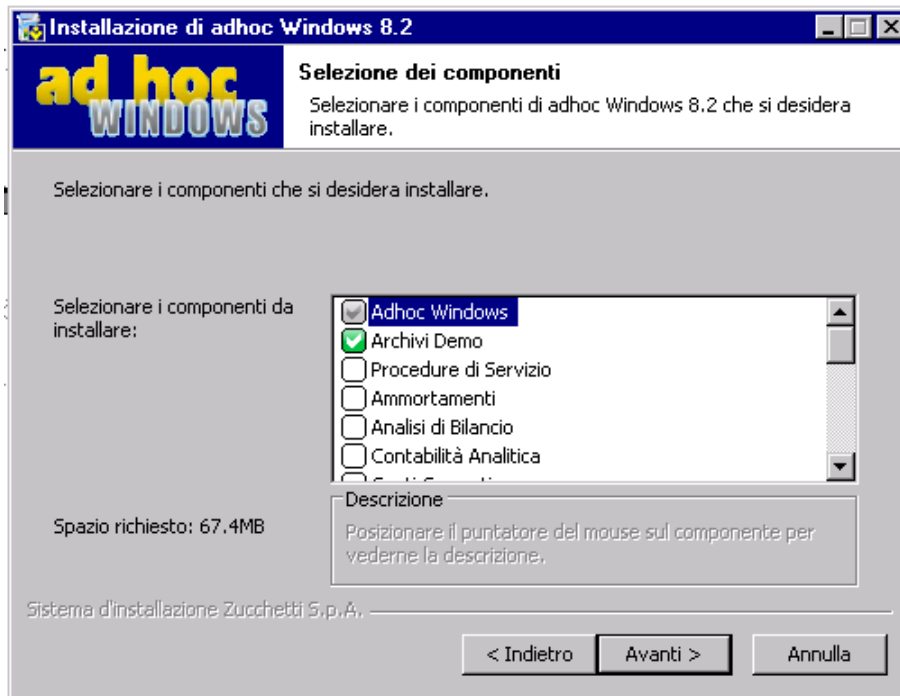 Installazione di adhoc Windows 8.2
ad hoc
WINDOWS
Selezione dei componenti
Selezionare i componenti di adhoc Windows 8.2 che si desidera
installare.
Selezionare i componenti che si desidera installare.
Selezionare i componenti da
installare:
Adhoc Windows
Archivi Demo
Procedure di Servizio
Ammortamenti
Analisi di Bilancio
Contabilità Analitica
Spazio richiesto: 67.4MB
Descrizione
Posizionare il puntatore del mouse sul componente per
vederne la descrizione.
Sistema d'installazione Zucchetti S.p.A.
< Indietro
Avanti >
Annulla